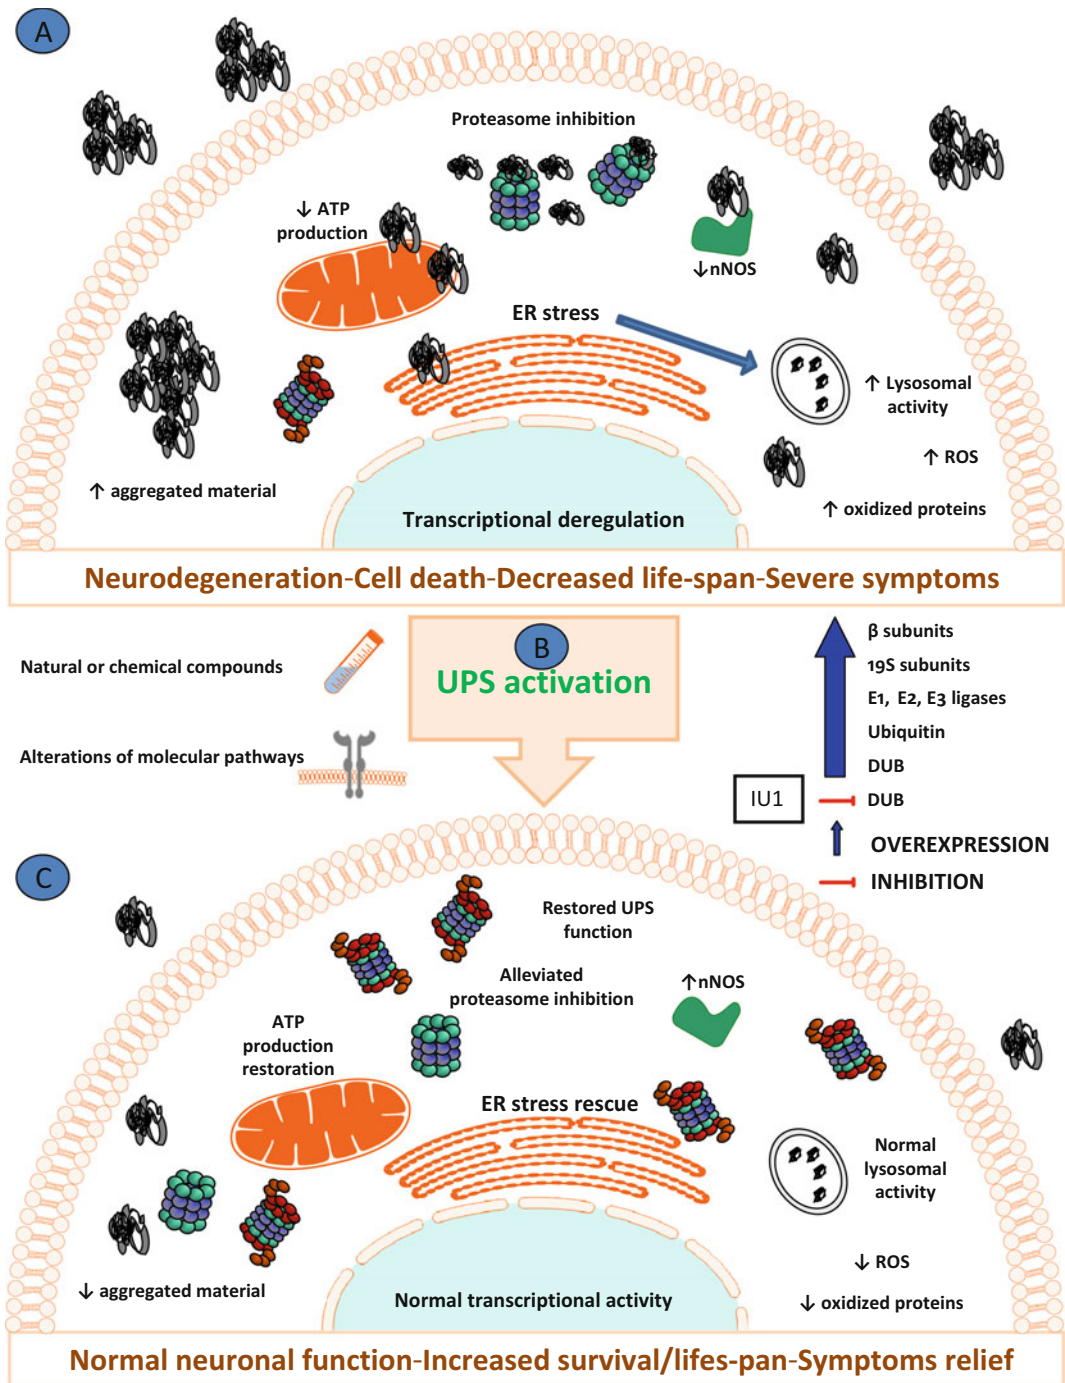 A
Proteasome inhibition
↓ ATP
production
↓nNOS
ER stress
↑ Lysosomal
activity
↑ ROS
↑ aggregated material
↑ oxidized proteins
Transcriptional deregulation
Neurodegeneration-Cell death-Decreased life-span-Severe symptoms
B
UPS activation
Natural or chemical compounds
Alterations of molecular pathways
β subunits
19S subunits
E1, E2, E3 ligases
Ubiquitin
DUB
IU1
DUB
OVEREXPRESSION
INHIBITION
C
Restored UPS
function
Alleviated
proteasome inhibition
↑nNOS
ATP
production
restoration
ER stress rescue
Normal
lysosomal
activity
↓ ROS
↓ aggregated material
↓ oxidized proteins
Normal transcriptional activity
Normal neuronal function-Increased survival/lifes-pan-Symptoms relief